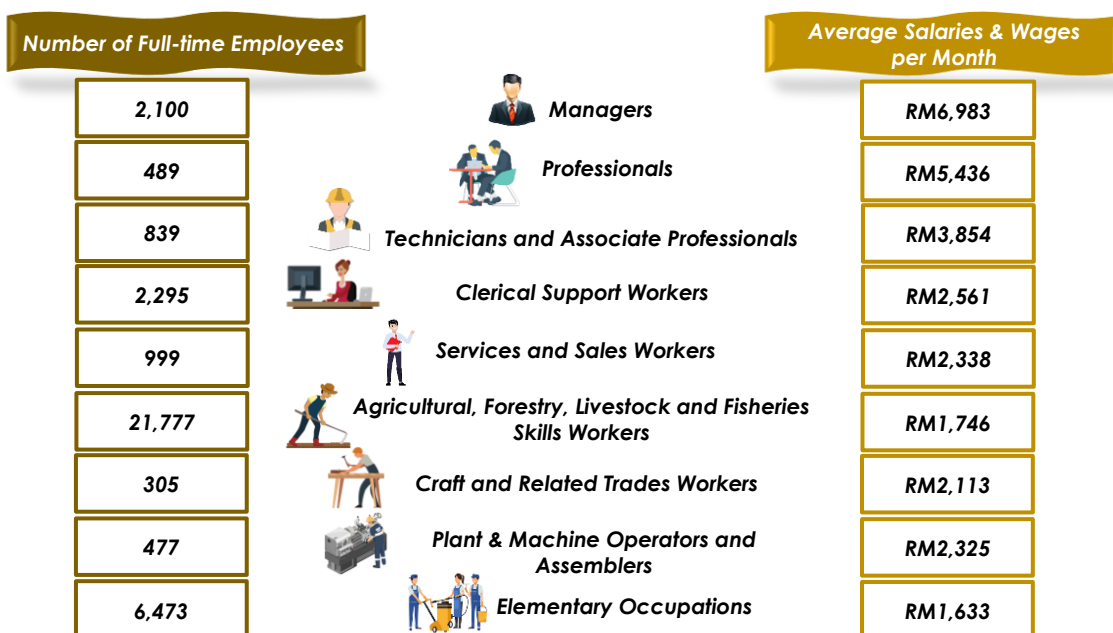 Number of Full-time Employees
Average Salaries & Wages
per Month
2,100
Managers
RM6,983
489
Professionals
RM5,436
839
Technicians and Associate Professionals
RM3,854
2,295
Clerical Support Workers
RM2,561
999
Services and Sales Workers
RM2,338
21,777
Agricultural, Forestry, Livestock and Fisheries
Skills Workers
RM1,746
305
Craft and Related Trades Workers
RM2,113
477
Plant & Machine Operators and
Assemblers
RM2,325
6,473
Elementary Occupations
RM1,633